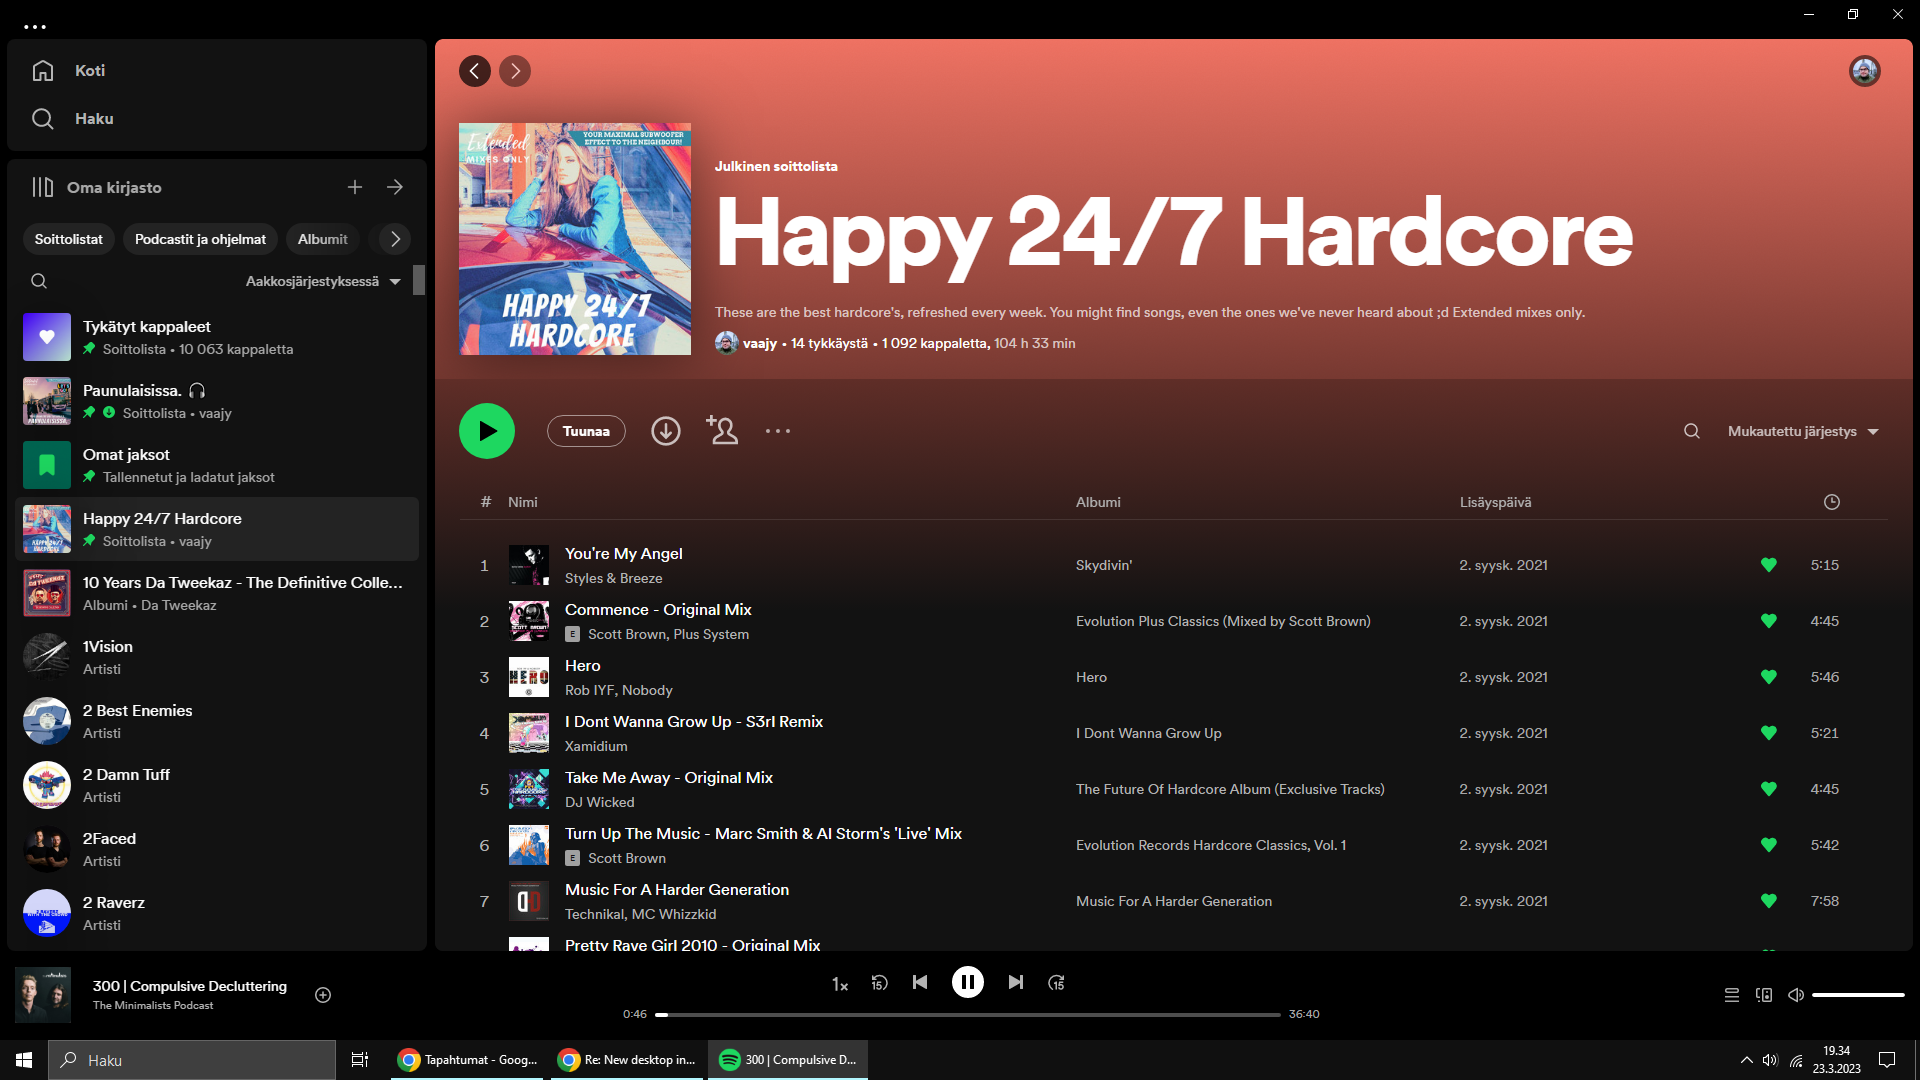 Koti
Haku
Oma kirjasto
Soittolistat
Podcastit ja ohjelmat
Albumit
Aakkosjärjestyksessä
Tykätyt kappaleet
Soittolista • 10 063 kappaletta
Paunulaisissa.
Soittolista • vaajy
Omat jaksot
Tallennetut ja ladatut jaksot
Happy 24/7 Hardcore
Soittolista • vaajy
10 Years Da Tweekaz - The Definitive Colle...
Albumi • Da Tweekaz
1Vision
Artisti
2 Best Enemies
Artisti
2 Damn Tuff
Artisti
2Faced
Artisti
2 Raverz
Artisti
Extended
MIXES ONLY
YOUR MAXIMAL SUBWOOFER
EFFECT TO THE NEIGHBOUR!
HAPPY 24/7
HARDCORE
Julkinen soittolista
Happy 24/7 Hardcore
These are the best hardcore's, refreshed every week. You might find songs, even the ones we've never heard about ;d Extended mixes only.
vaajy • 14 tykkäystä • 1 092 kappaletta, 104 h 33 min
Tuunaa
Mukautettu järjestys
# Nimi Albumi Lisäyspäivä
1 You're My Angel Skydivin' 2. syysk. 2021 5:15
Styles & Breeze
2 Commence - Original Mix Evolution Plus Classics (Mixed by Scott Brown) 2. syysk. 2021 4:45
E Scott Brown, Plus System
3 Hero Hero 2. syysk. 2021 5:46
Rob IYF, Nobody
4 I Dont Wanna Grow Up - S3rl Remix I Dont Wanna Grow Up 2. syysk. 2021 5:21
Xamidium
5 Take Me Away - Original Mix The Future Of Hardcore Album (Exclusive Tracks) 2. syysk. 2021 4:45
DJ Wicked
6 Turn Up The Music - Marc Smith & Al Storm's 'Live' Mix Evolution Records Hardcore Classics, Vol. 1 2. syysk. 2021 5:42
E Scott Brown
7 Music For A Harder Generation Music For A Harder Generation 2. syysk. 2021 7:58
Technikal, MC Whizzkid
Pretty Rave Girl 2010 - Original Mix
300 | Compulsive Decluttering
The Minimalists Podcast
1x
15
15
0:46
36:40
Haku
Tapahtumat - Goog...
Re: New desktop in...
300 | Compulsive D...
19.34
23.3.2023